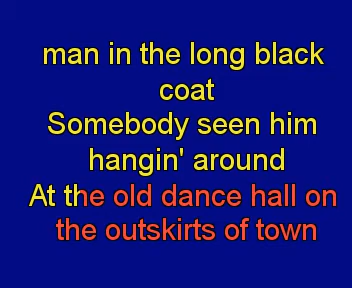 man in the long black
coat
Somebody seen him
hangin' around
At the old dance hall on
the outskirts of town